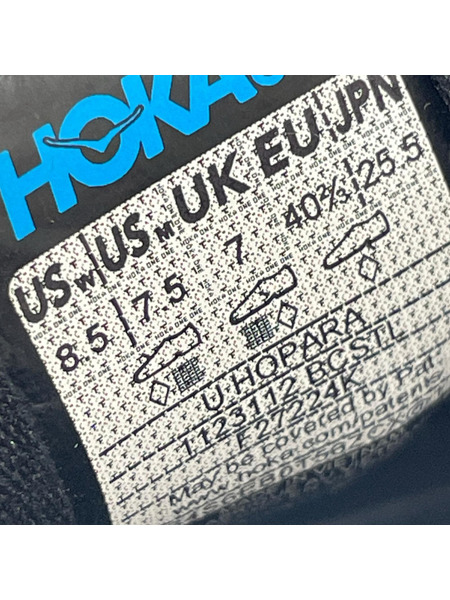 HOKA
US W US M UK EU JPN
8.5 7.5 7 40⅔ 25.5
U HOPARA
1123112 BCSTL
F27224K
May be covered by Pat
www.hoka.com/patents